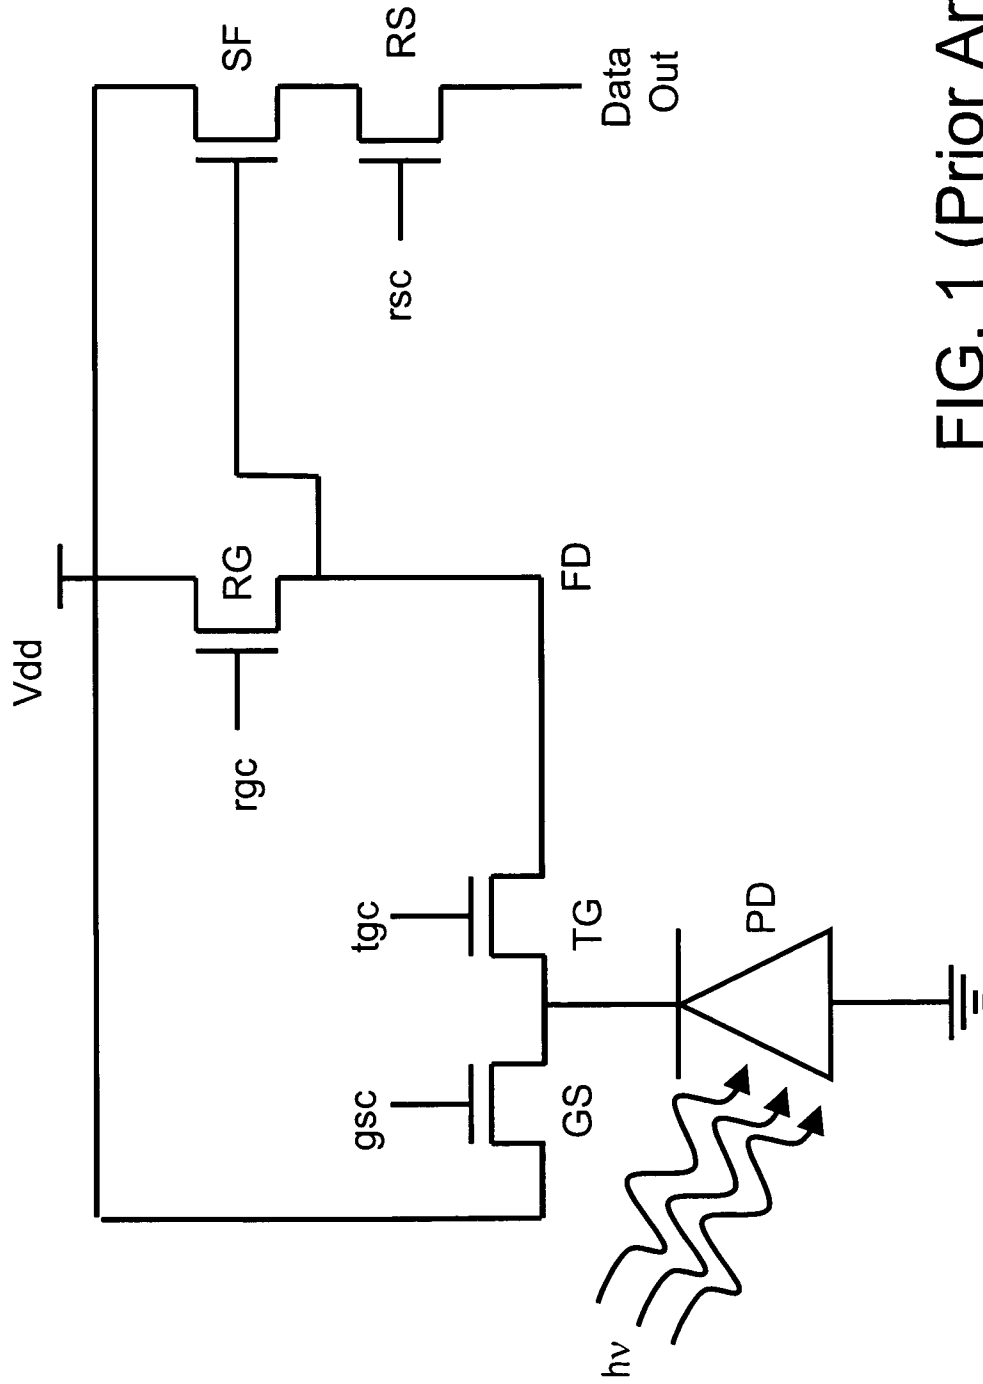 Vdd
rgc
RG
SF
gsc
tgc
rsc
RS
GS
TG
FD
hν
Data
Out
PD
FIG. 1 (Prior Ar